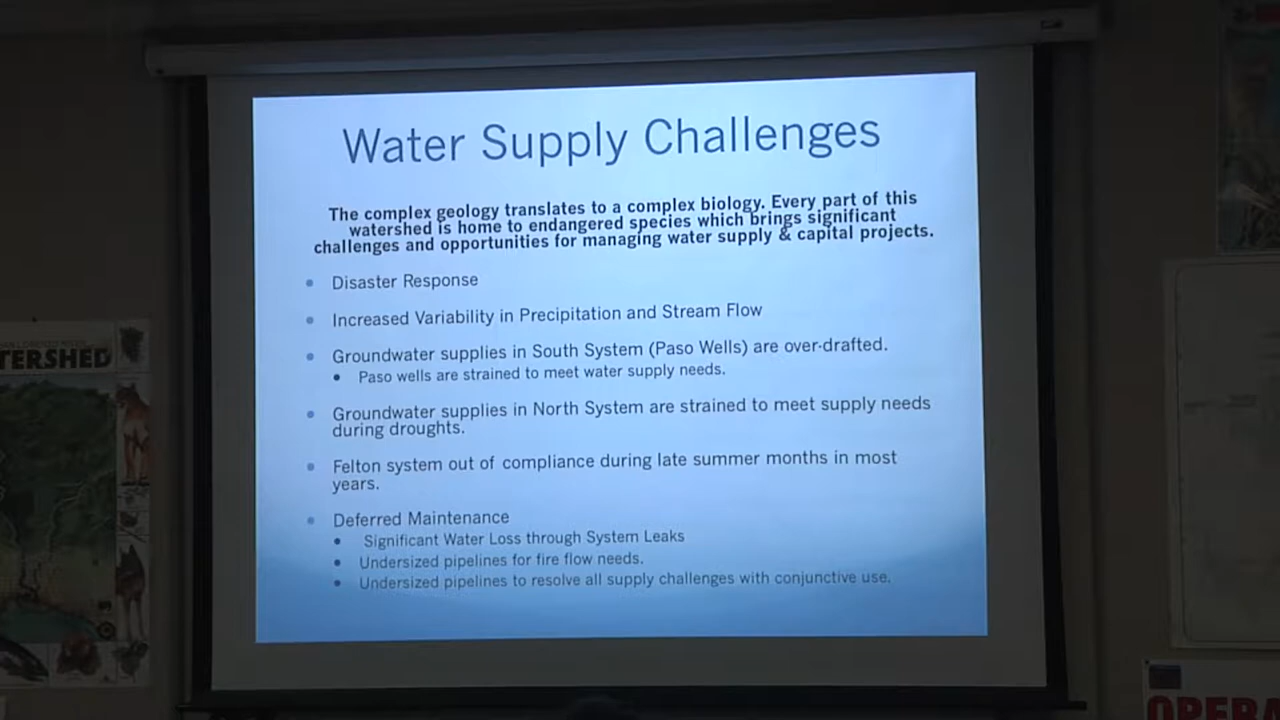 Water Supply Challenges
The complex geology translates to a complex biology. Every part of this
watershed is home to endangered species which brings significant
challenges and opportunities for managing water supply & capital projects.
Disaster Response
Increased Variability in Precipitation and Stream Flow
Groundwater supplies in South System (Paso Wells) are over-drafted.
Paso wells are strained to meet water supply needs.
Groundwater supplies in North System are strained to meet supply needs
during droughts.
Felton system out of compliance during late summer months in most
years.
Deferred Maintenance
Significant Water Loss through System Leaks
Undersized pipelines for fire flow needs.
Undersized pipelines to resolve all supply challenges with conjunctive use.
TERSHED
OPERA